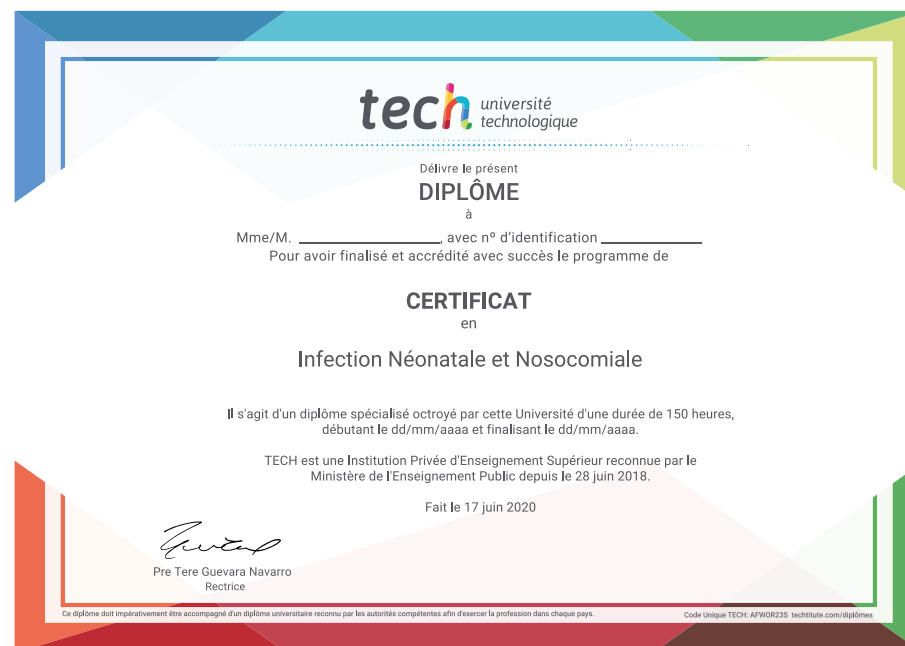 tech université
technologique
Délivre le présent
DIPLÔME
à
Mme/M. ____________________, avec nº d'identification ______________
Pour avoir finalisé et accrédité avec succès le programme de
CERTIFICAT
en
Infection Néonatale et Nosocomiale
Il s'agit d'un diplôme spécialisé octroyé par cette Université d'une durée de 150 heures,
débutant le dd/mm/aaaa et finalisant le dd/mm/aaaa.
TECH est une Institution Privée d'Enseignement Supérieur reconnue par le
Ministère de l'Enseignement Public depuis le 28 juin 2018.
Fait le 17 juin 2020
Pre Tere Guevara Navarro
Rectrice
Ce diplôme doit impérativement être accompagné d'un diplôme universitaire reconnu par les autorités compétentes afin d'exercer la profession dans chaque pays.
Code Unique TECH: AFWOR23S techtitute.com/diplômes